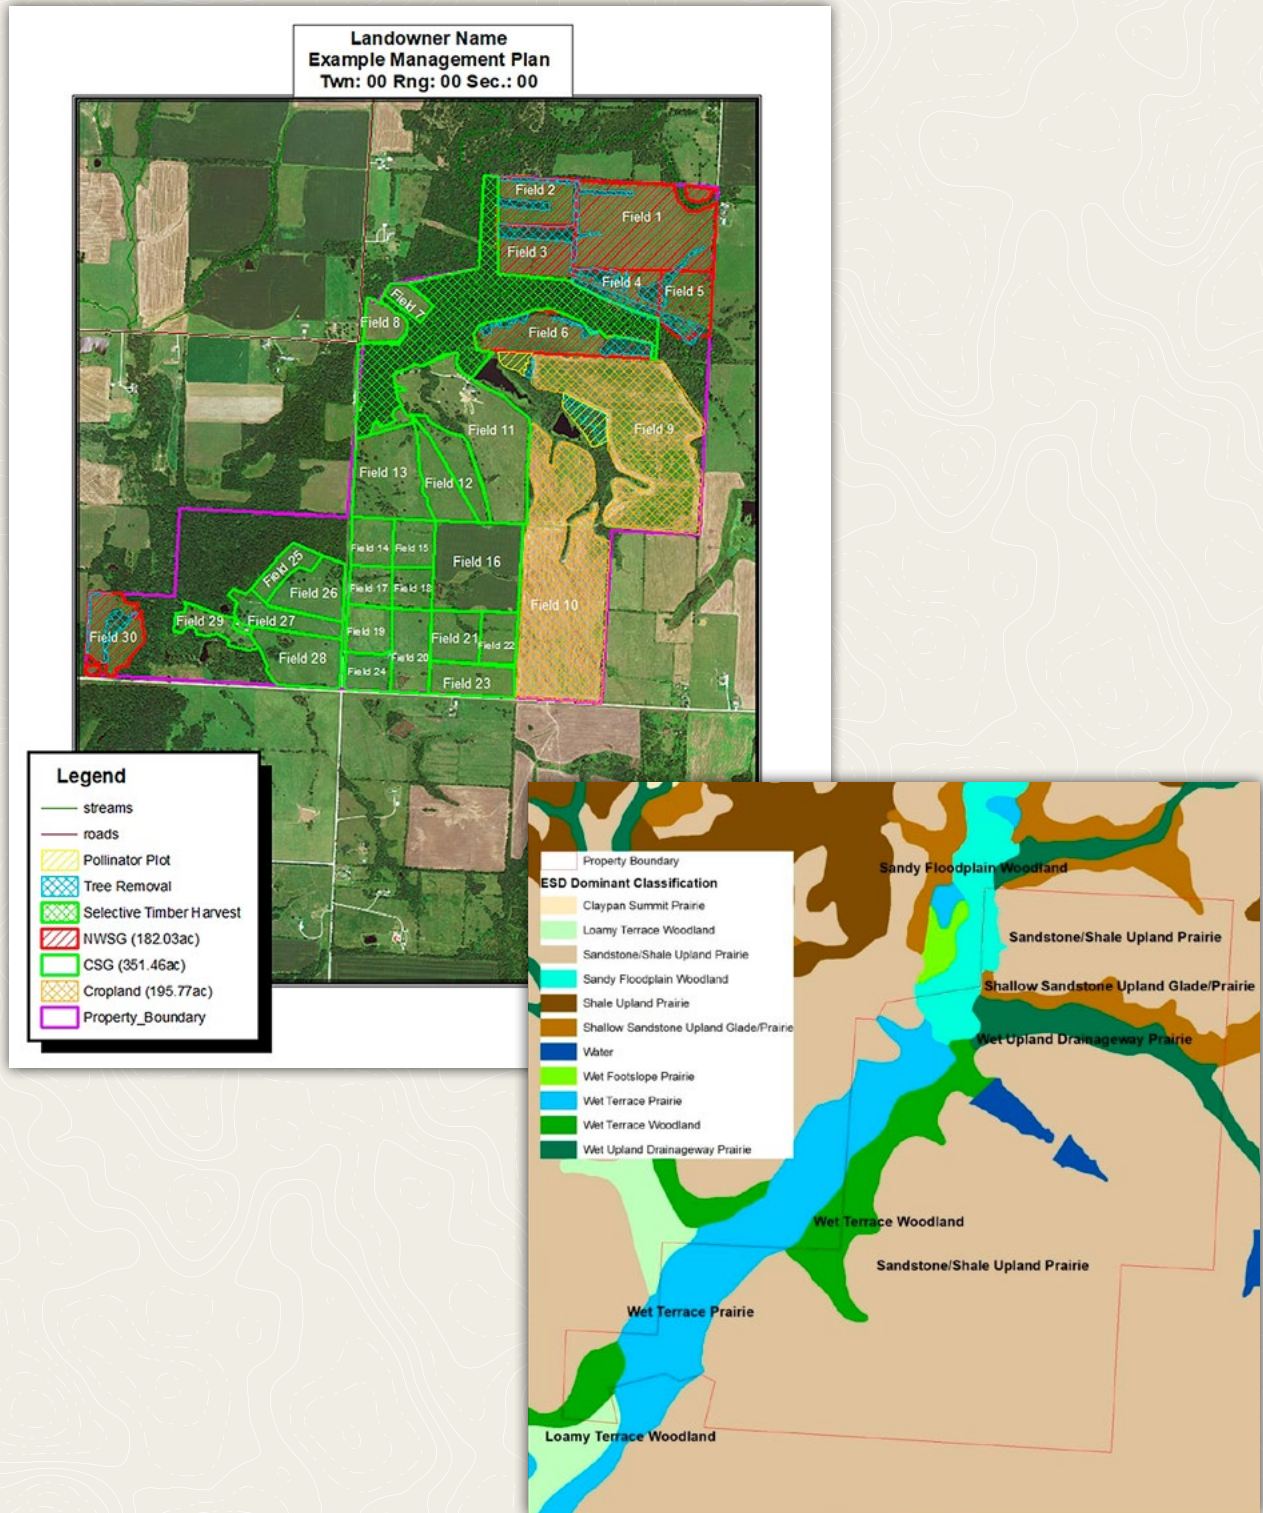 Landowner Name
Example Management Plan
Twn: 00 Rng: 00 Sec.: 00
Field 2
Field 1
Field 3
Field 4
Field 5
Field 7
Field 8
Field 6
Field 11
Field 9
Field 13
Field 12
Field 14
Field 15
Field 16
Field 25
Field 26
Field 17
Field 18
Field 10
Field 29
Field 27
Field 30
Field 19
Field 21
Field 22
Field 28
Field 20
Field 24
Field 23
Legend
streams
roads
Pollinator Plot
Tree Removal
Selective Timber Harvest
NWSG (182.03ac)
CSG (351.46ac)
Cropland (195.77ac)
Property_Boundary
Property Boundary
ESD Dominant Classification
Claypan Summit Prairie
Loamy Terrace Woodland
Sandstone/Shale Upland Prairie
Sandy Floodplain Woodland
Shale Upland Prairie
Shallow Sandstone Upland Glade/Prairie
Water
Wet Footslope Prairie
Wet Terrace Prairie
Wet Terrace Woodland
Wet Upland Drainageway Prairie
Sandy Floodplain Woodland
Sandstone/Shale Upland Prairie
Shallow Sandstone Upland Glade/Prairie
Wet Upland Drainageway Prairie
Wet Terrace Woodland
Sandstone/Shale Upland Prairie
Wet Terrace Prairie
Loamy Terrace Woodland